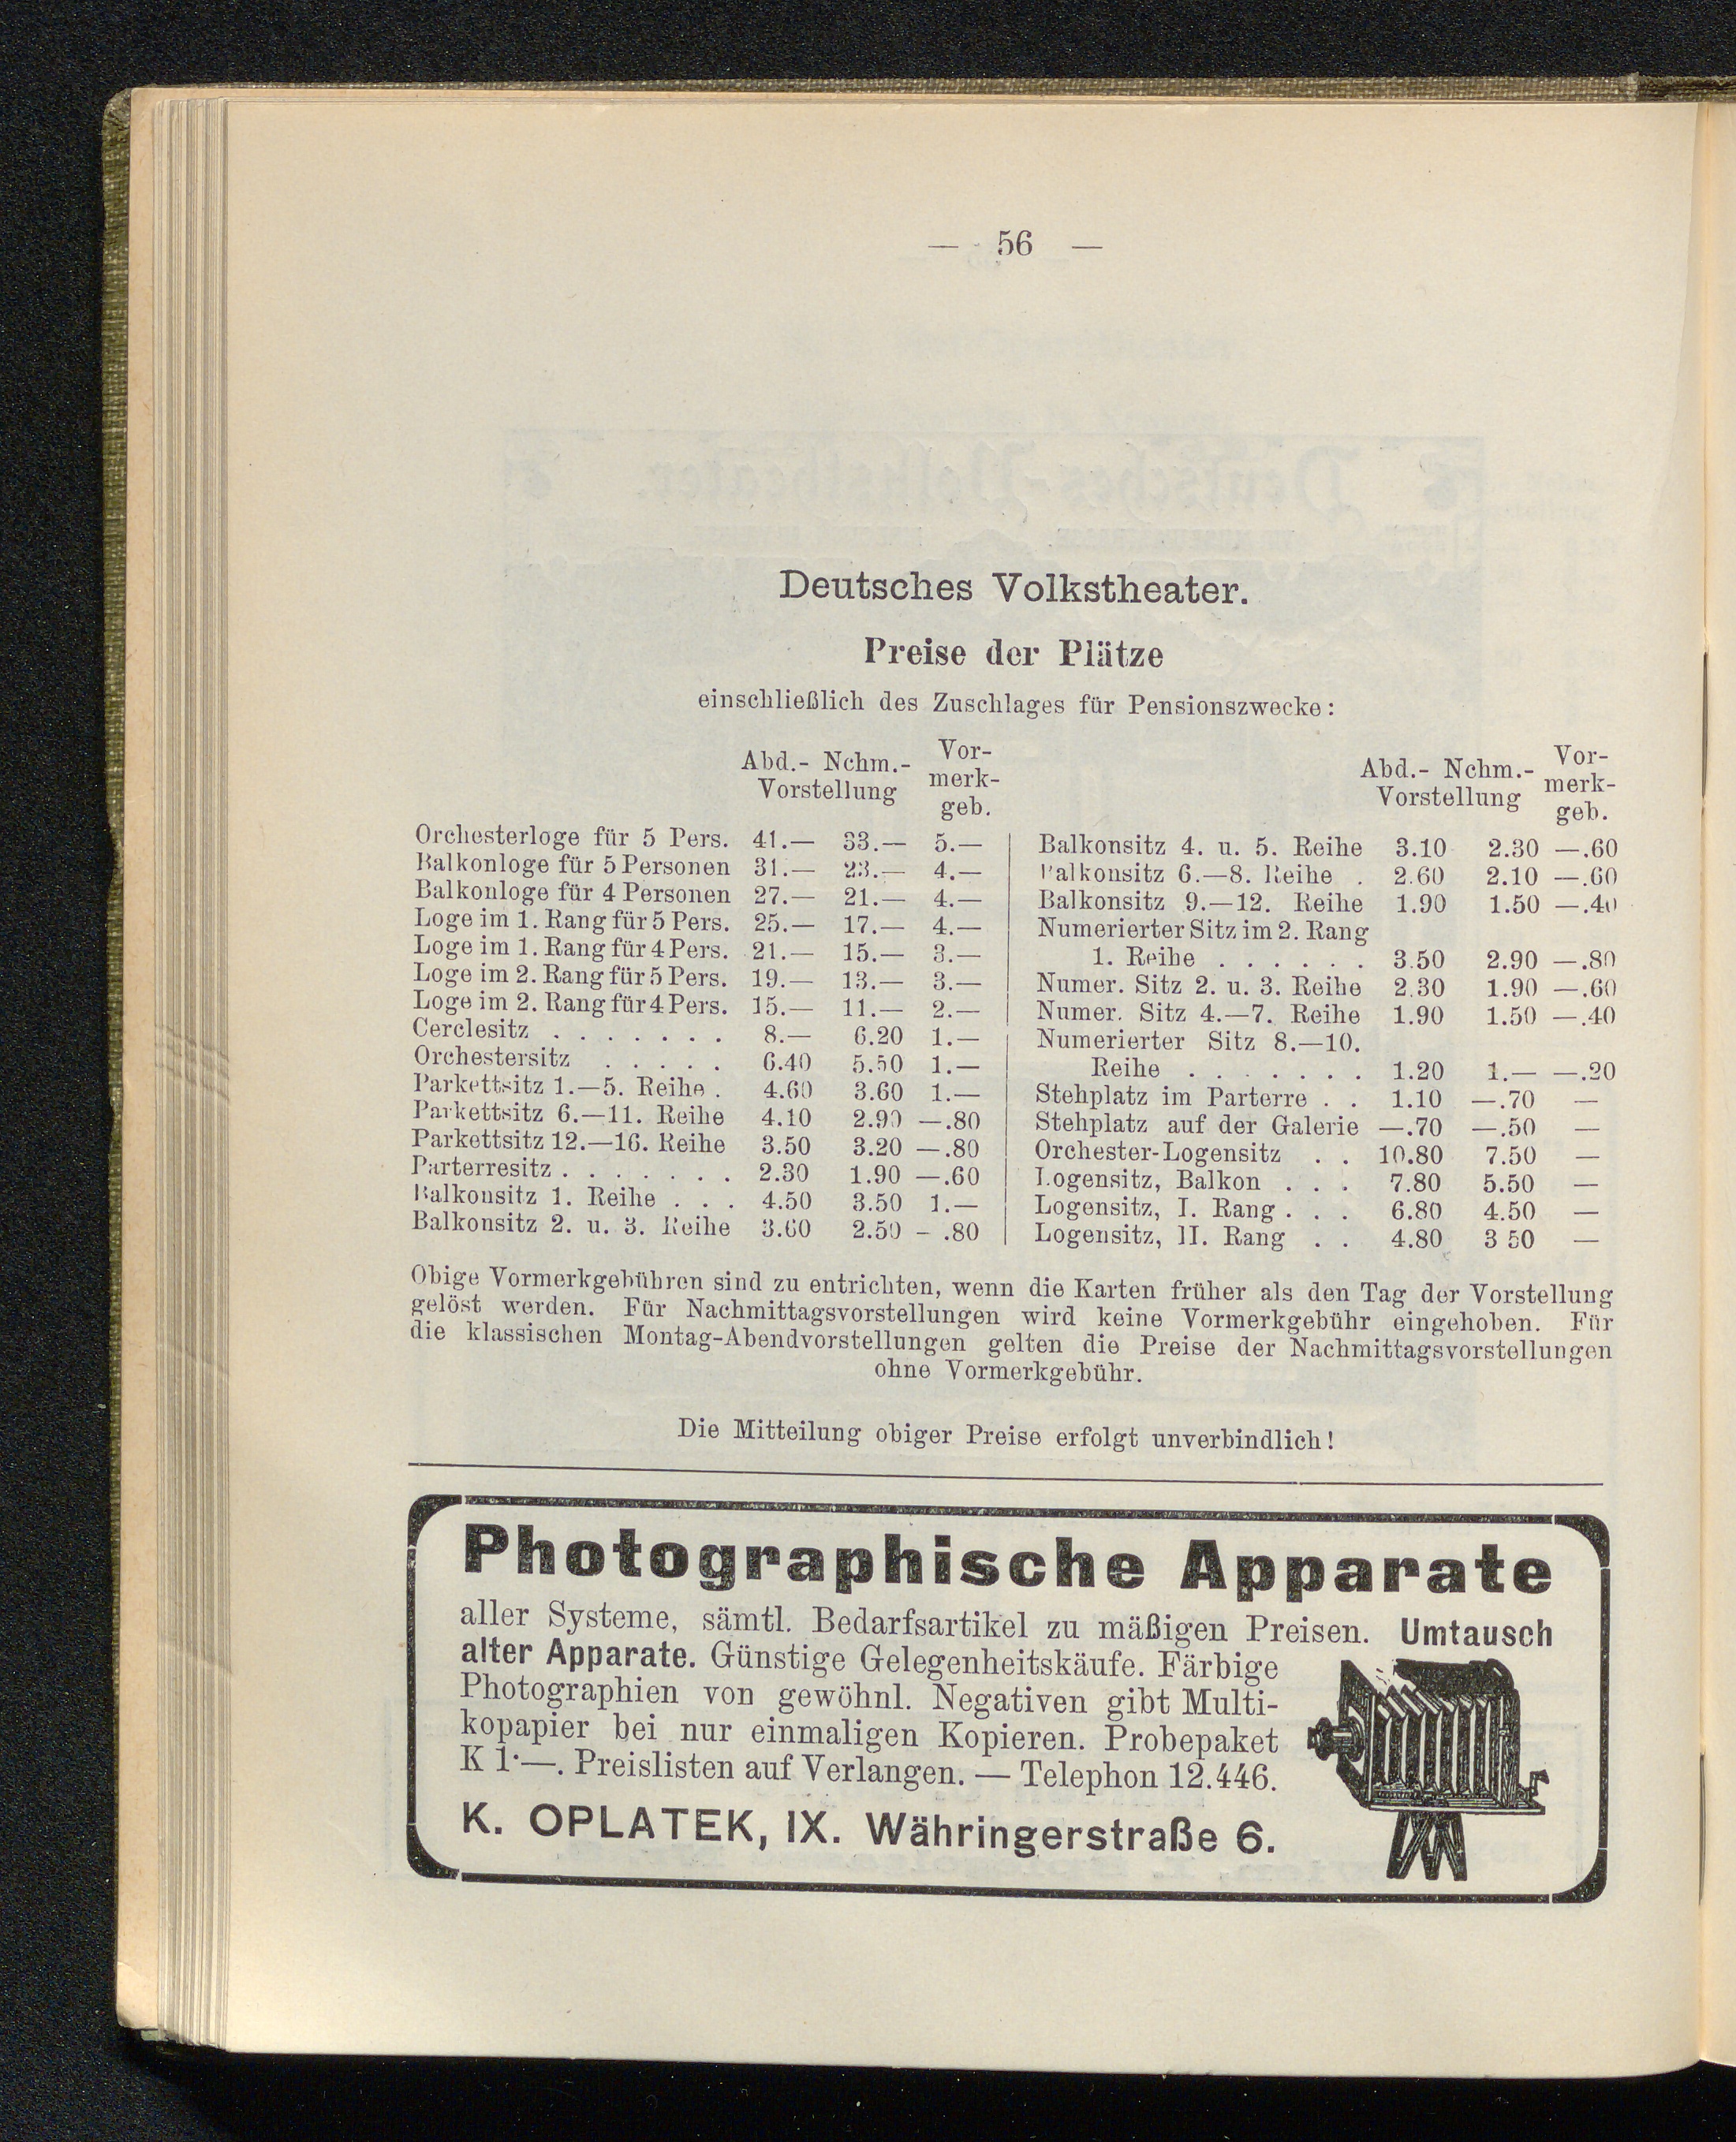 — 56 —
Deutsches Volkstheater.
Preise der Plätze
einschließlich des Zuschlages für Pensionszwecke:
Abd.- Nchm.- Vorstellung Vor-merk-geb.
Orchesterloge für 5 Pers. 41.— 33.— 5.—
Balkonloge für 5 Personen 31.— 23.— 4.—
Balkonloge für 4 Personen 27.— 21.— 4.—
Loge im 1. Rang für 5 Pers. 25.— 17.— 4.—
Loge im 1. Rang für 4 Pers. 21.— 15.— 3.—
Loge im 2. Rang für 5 Pers. 19.— 13.— 3.—
Loge im 2. Rang für 4 Pers. 15.— 11.— 2.—
Cerclesitz . . . . . . . 8.— 6.20 1.—
Orchestersitz . . . . . 6.40 5.50 1.—
Parkettsitz 1.—5. Reihe . 4.60 3.60 1.—
Parkettsitz 6.—11. Reihe 4.10 2.90 —.80
Parkettsitz 12.—16. Reihe 3.50 3.20 —.80
Parterresitz . . . . . . . 2.30 1.90 —.60
Balkonsitz 1. Reihe . . . 4.50 3.50 1.—
Balkonsitz 2. u. 3. Reihe 3.60 2.50 —.80
Abd.- Nchm.- Vorstellung Vor-merk-geb.
Balkonsitz 4. u. 5. Reihe 3.10 2.30 —.60
Balkonsitz 6.—8. Reihe . 2.60 2.10 —.60
Balkonsitz 9.—12. Reihe 1.90 1.50 —.40
Numerierter Sitz im 2. Rang
1. Reihe . . . . . . 3.50 2.90 —.80
Numer. Sitz 2. u. 3. Reihe 2.30 1.90 —.60
Numer. Sitz 4.—7. Reihe 1.90 1.50 —.40
Numerierter Sitz 8.—10.
Reihe . . . . . . . 1.20 1.— —.20
Stehplatz im Parterre . . 1.10 —.70 —
Stehplatz auf der Galerie —.70 —.50 —
Orchester-Logensitz . . 10.80 7.50 —
Logensitz, Balkon . . . 7.80 5.50 —
Logensitz, I. Rang . . . 6.80 4.50 —
Logensitz, II. Rang . . 4.80 3 50 —
Obige Vormerkgebühren sind zu entrichten, wenn die Karten früher als den Tag der Vorstellung
gelöst werden. Für Nachmittagsvorstellungen wird keine Vormerkgebühr eingehoben. Für
die klassischen Montag-Abendvorstellungen gelten die Preise der Nachmittagsvorstellungen
ohne Vormerkgebühr.
Die Mitteilung obiger Preise erfolgt unverbindlich!
Photographische Apparate
aller Systeme, sämtl. Bedarfsartikel zu mäßigen Preisen. Umtausch
alter Apparate. Günstige Gelegenheitskäufe. Färbige
Photographien von gewöhnl. Negativen gibt Multi-
kopapier bei nur einmaligen Kopieren. Probepaket
K 1·—. Preislisten auf Verlangen. — Telephon 12.446.
K. OPLATEK, IX. Währingerstraße 6.